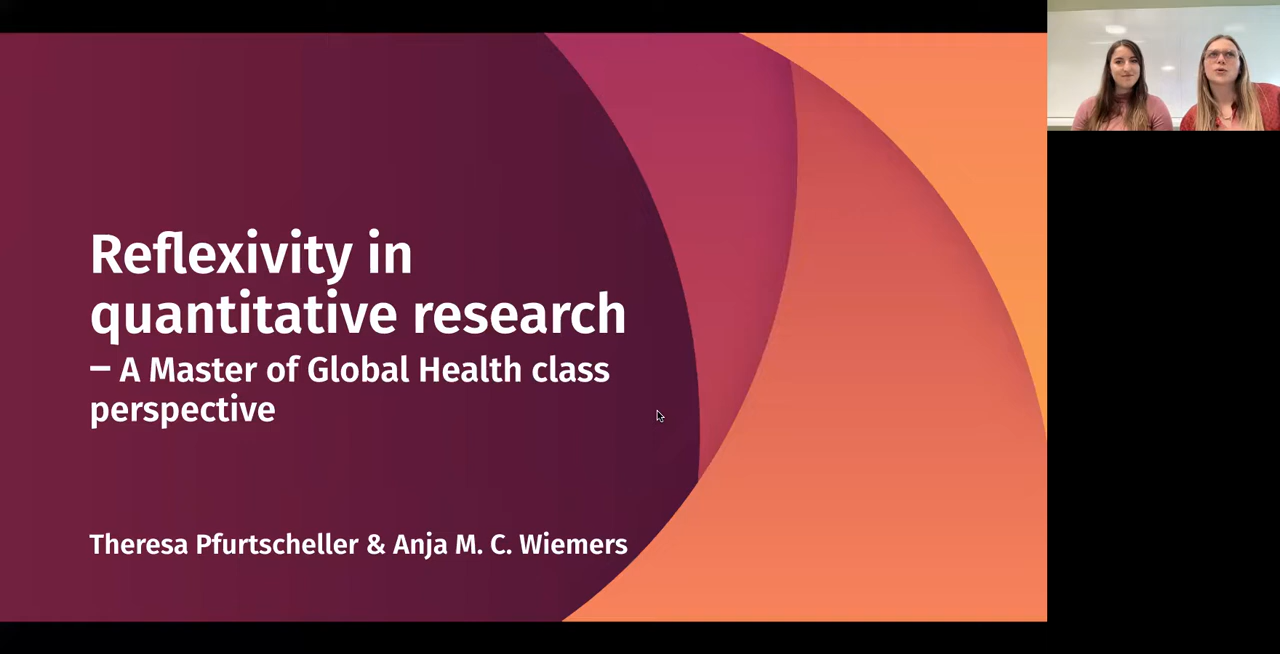 Reflexivity in
quantitative research
– A Master of Global Health class
perspective
Theresa Pfurtscheller & Anja M. C. Wiemers